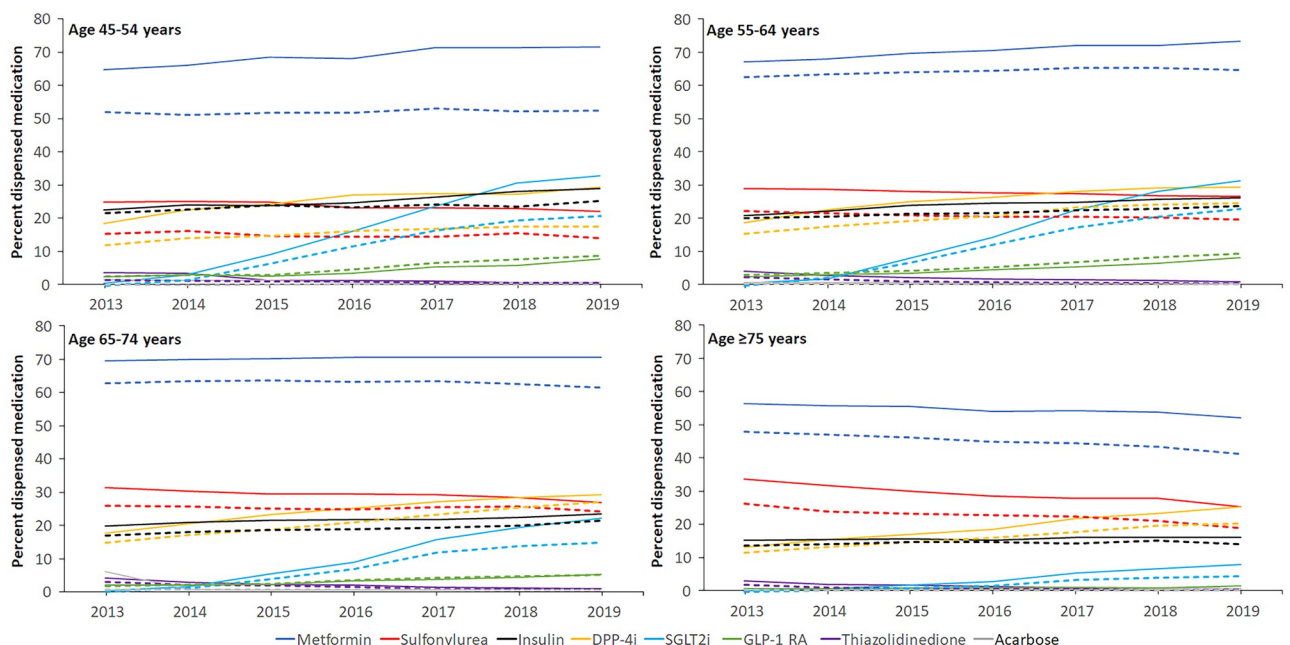 Age 45-54 years
Percent dispensed medication
80
70
60
50
40
30
20
10
0
2013 2014 2015 2016 2017 2018 2019
Age 55-64 years
Percent dispensed medication
80
70
60
50
40
30
20
10
0
2013 2014 2015 2016 2017 2018 2019
Age 65-74 years
Percent dispensed medication
80
70
60
50
40
30
20
10
0
2013 2014 2015 2016 2017 2018 2019
Age ≥75 years
Percent dispensed medication
80
70
60
50
40
30
20
10
0
2013 2014 2015 2016 2017 2018 2019
Metformin Sulfonylurea Insulin DPP-4i SGLT2i GLP-1 RA Thiazolidinedione Acarbose